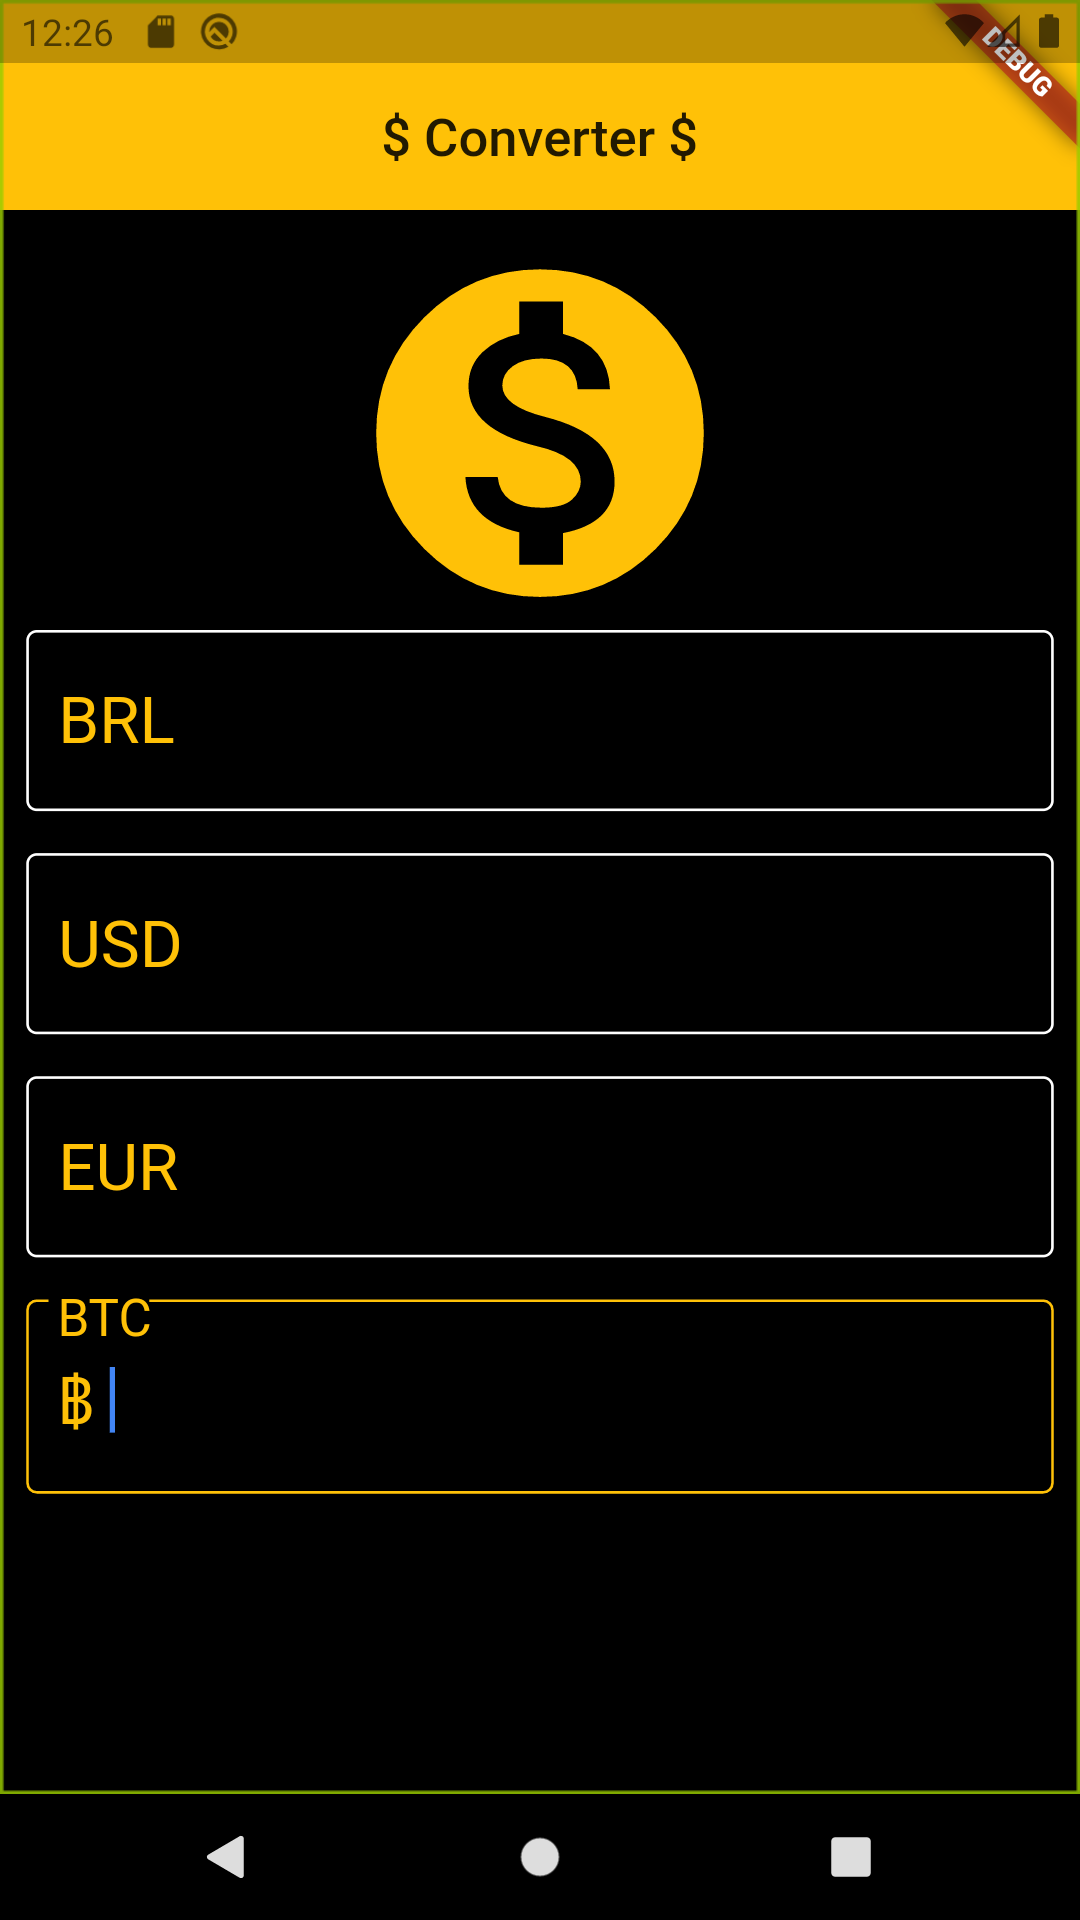 12:26
DEBUG
$ Converter $
$
BRL
USD
EUR
BTC
฿